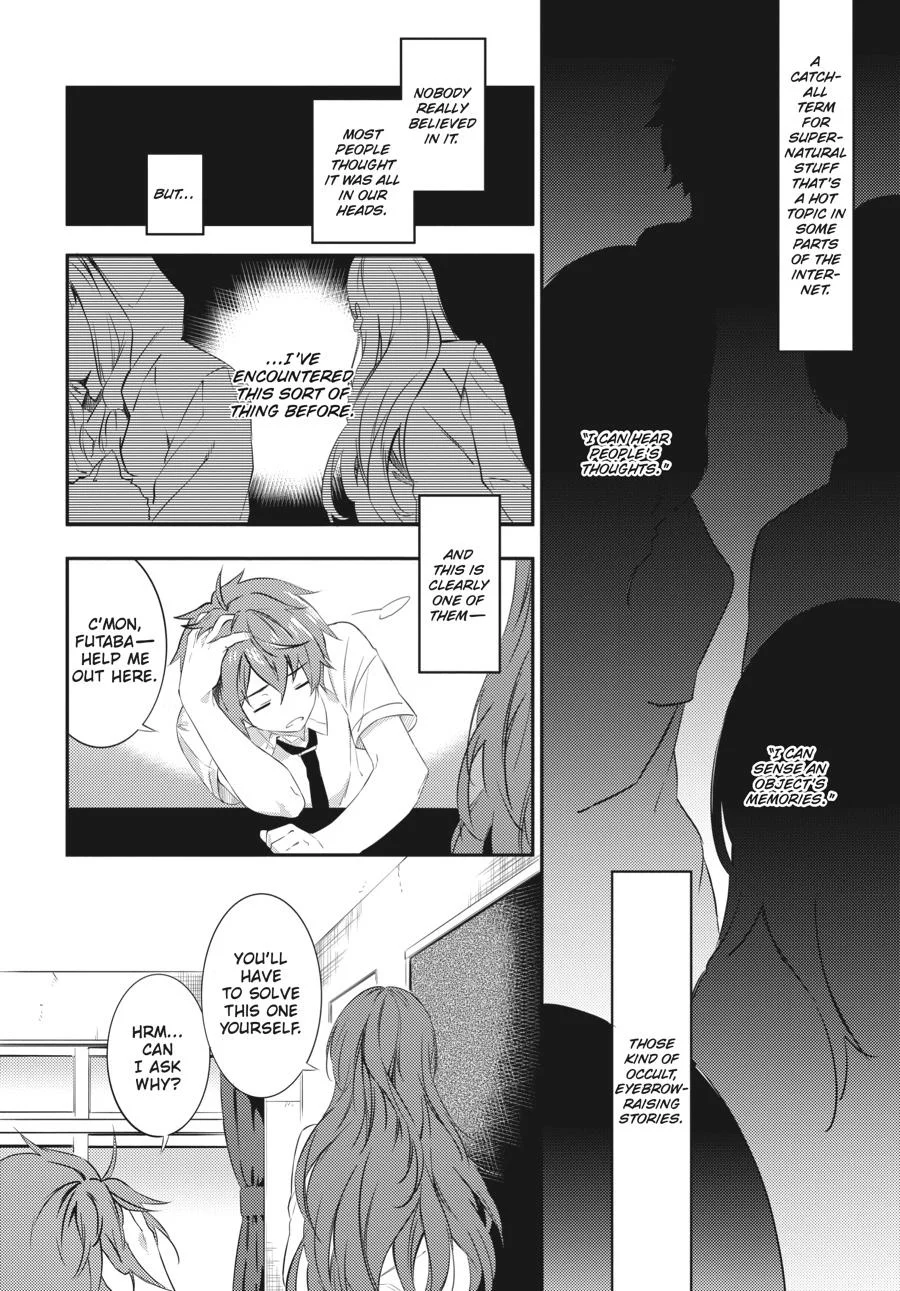 A
CATCH-
ALL
TERM
FOR
SUPER-
NATURAL
STUFF
THAT'S
A HOT
TOPIC IN
SOME
PARTS
OF THE
INTER-
NET.
"I CAN HEAR
PEOPLE'S
THOUGHTS."
"I CAN
SENSE AN
OBJECT'S
MEMORIES."
THOSE
KIND OF
OCCULT,
EYEBROW-
RAISING
STORIES.
NOBODY
REALLY
BELIEVED
IN IT.
MOST
PEOPLE
THOUGHT
IT WAS ALL
IN OUR
HEADS.
BUT...
...I'VE
ENCOUNTERED
THIS SORT OF
THING BEFORE.
AND
THIS IS
CLEARLY
ONE OF
THEM—
C'MON,
FUTABA—
HELP ME
OUT HERE.
YOU'LL
HAVE
TO SOLVE
THIS ONE
YOURSELF.
HRM...
CAN
I ASK
WHY?